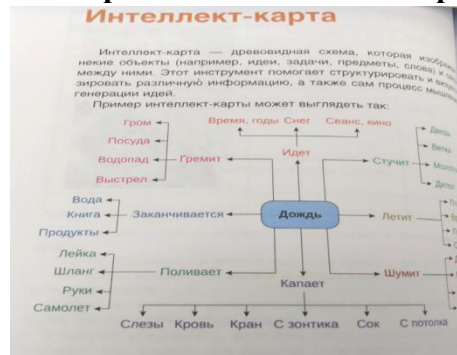 Интеллект-карта
Интеллект-карта — древовидная схема, которая
некие объекты (например, идеи, задачи, предметы, слова) и
между ними. Этот инструмент помогает структурировать и
зировать различную информацию, а также сам процесс
генерации идей.
Пример интеллект-карты может выглядеть так:
Гром
Время, годы Снег Сеанс, кино
Дверь
Посуда
Ветка
Водопад Гремит
Идет
Стучит
Выстрел
Дятел
Вода
Книга Заканчивается
Дождь
Летит
Продукты
Лейка
Шланг Поливает
Шумит
Руки
Капает
Самолет
Слезы Кровь Кран С зонтика Сок С потолка